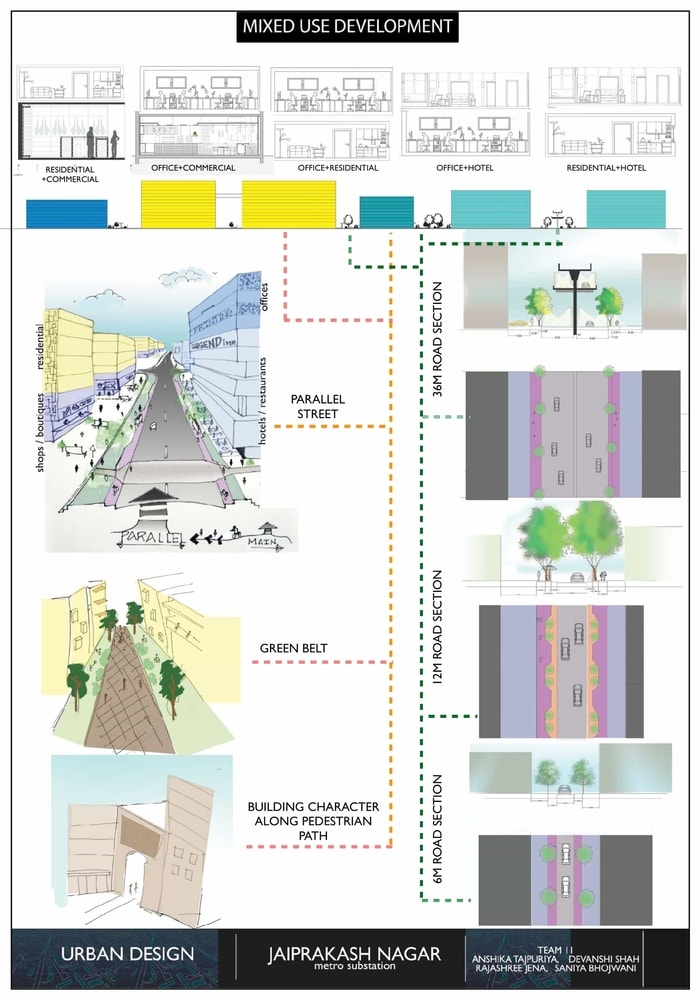 MIXED USE DEVELOPMENT
RESIDENTIAL
+COMMERCIAL
OFFICE+COMMERCIAL
OFFICE+RESIDENTIAL
OFFICE+HOTEL
RESIDENTIAL+HOTEL
residential
shops / boutiques
offices
hotels / restaurants
PARALLEL
MAIN
PARALLEL
STREET
GREEN BELT
BUILDING CHARACTER
ALONG PEDESTRIAN
PATH
36M ROAD SECTION
12M ROAD SECTION
6M ROAD SECTION
URBAN DESIGN
JAIPRAKASH NAGAR
metro substation
TEAM 11
ANSHIKA TAJPURIYA, DEVANSHI SHAH
RAJASHREE JENA, SANIYA BHOJWANI